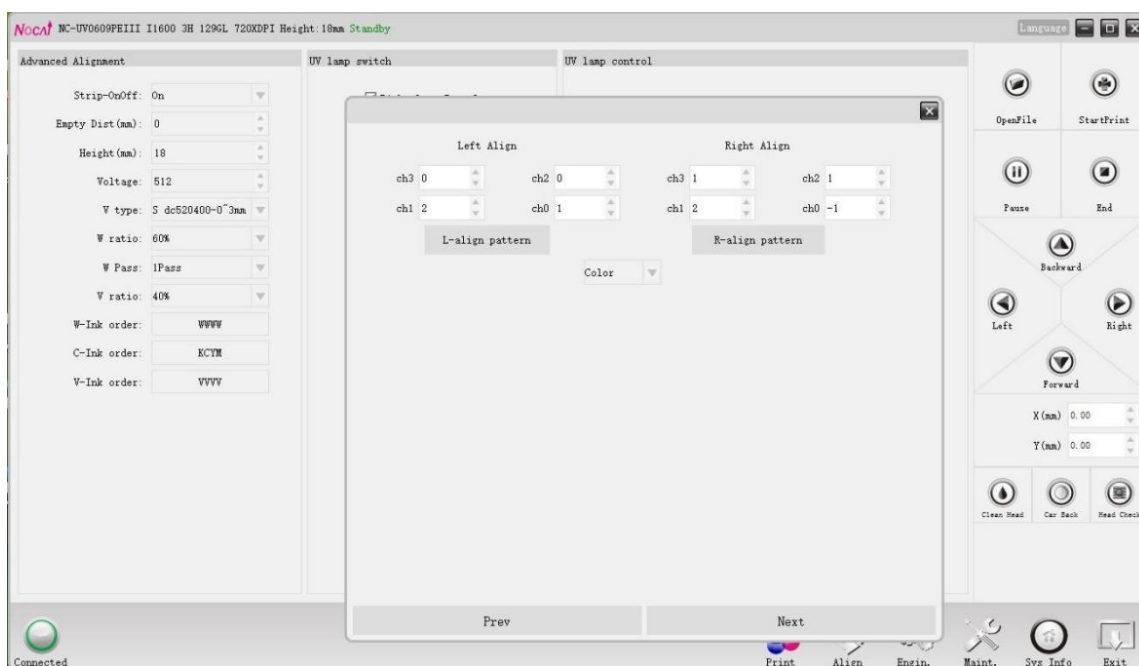 Nocai NC-UV0609PEIII I1600 3H 129GL 720XDPI Height:18mm Standby
Language
Advanced Alignment
UV lamp switch
UV lamp control
Strip-OnOff: On
Empty Dist(mm): 0
Height(mm): 18
Voltage: 512
V type: S dc520400-0~3mm
W ratio: 60%
W Pass: 1Pass
V ratio: 40%
W-Ink order: WWWW
C-Ink order: KCYM
V-Ink order: VVVV
Left Align
Right Align
ch3 0 ch2 0 ch3 1 ch2 1
ch1 2 ch0 1 ch1 2 ch0 -1
L-align pattern
R-align pattern
Color
Prev
Next
OpenFile
StartPrint
Pause
End
Backward
Left
Right
Forward
X(mm) 0.00
Y(mm) 0.00
Clean Head
Car Back
Head Check
Connected
Print
Align
Engin.
Maint.
Sys Info
Exit